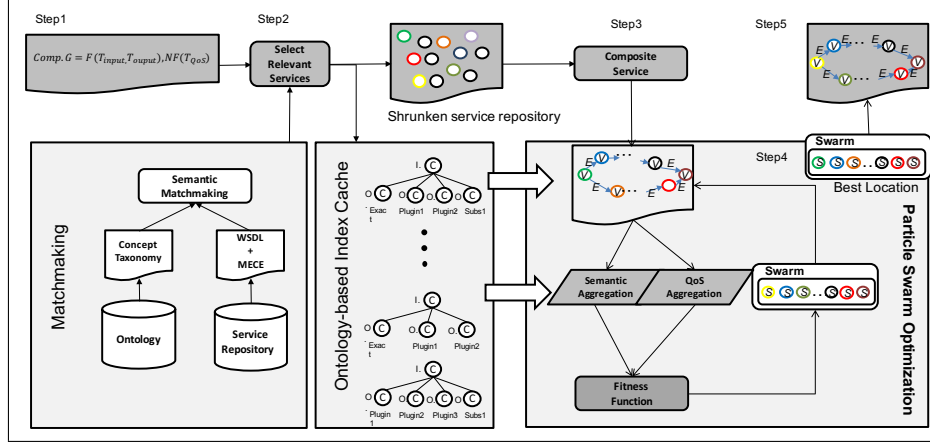 Step1
Step2
Step3
Step5
Comp. G = F(T_input, T_ouput), NF(T_QoS)
Select
Relevant
Services
Composite
Service
Shrunken service repository
E V E V E V E V E V E V
Matchmaking
Semantic
Matchmaking
Concept
Taxonomy
WSDL
+
MECE
Ontology
Service
Repository
Ontology-based Index Cache
I. C
O C O. C O. C O C
Exac
t
Plugin1
Plugin2
Subs1
I. C
O C O. C O. C
Exac
t
Plugin1
Plugin2
I. C
O C O C O C O C
Plugin
1
Plugin2
Plugin3
Subs1
Step4
Swarm
S S S S S S
Best Location
Particle Swarm Optimization
Semantic
Aggregation
QoS
Aggregation
Swarm
S S S S S S
Fitness
Function